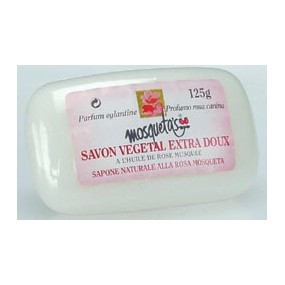 125g
Parfum eglantine Profumo rosa canina
mosqueta's
SAVON VEGETAL EXTRA DOUX
A L'HUILE DE ROSE MUSQUEE
SAPONE NATURALE ALLA ROSA MOSQUETA